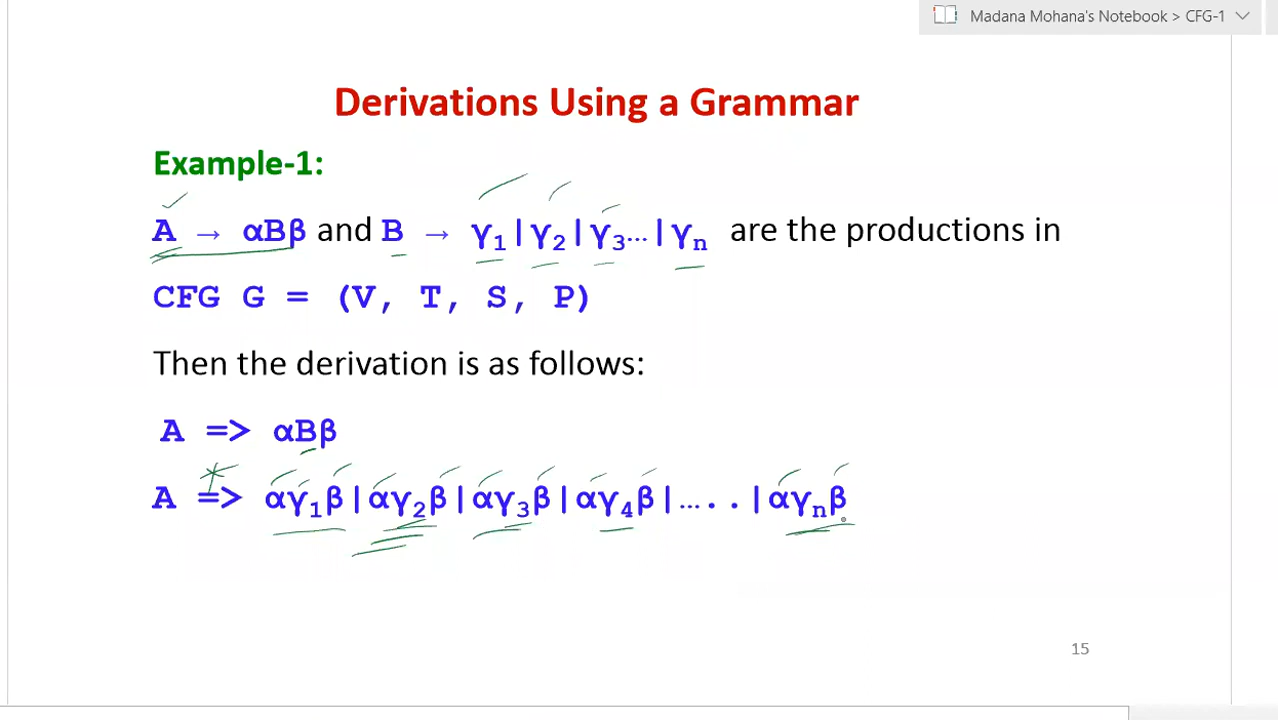 Madana Mohana's Notebook > CFG-1
Derivations Using a Grammar
Example-1:
A → αBβ and B → γ₁|γ₂|γ₃…|γₙ are the productions in
CFG G = (V, T, S, P)
Then the derivation is as follows:
A => αBβ
A *=> αγ₁β|αγ₂β|αγ₃β|αγ₄β|…..|αγₙβ
15